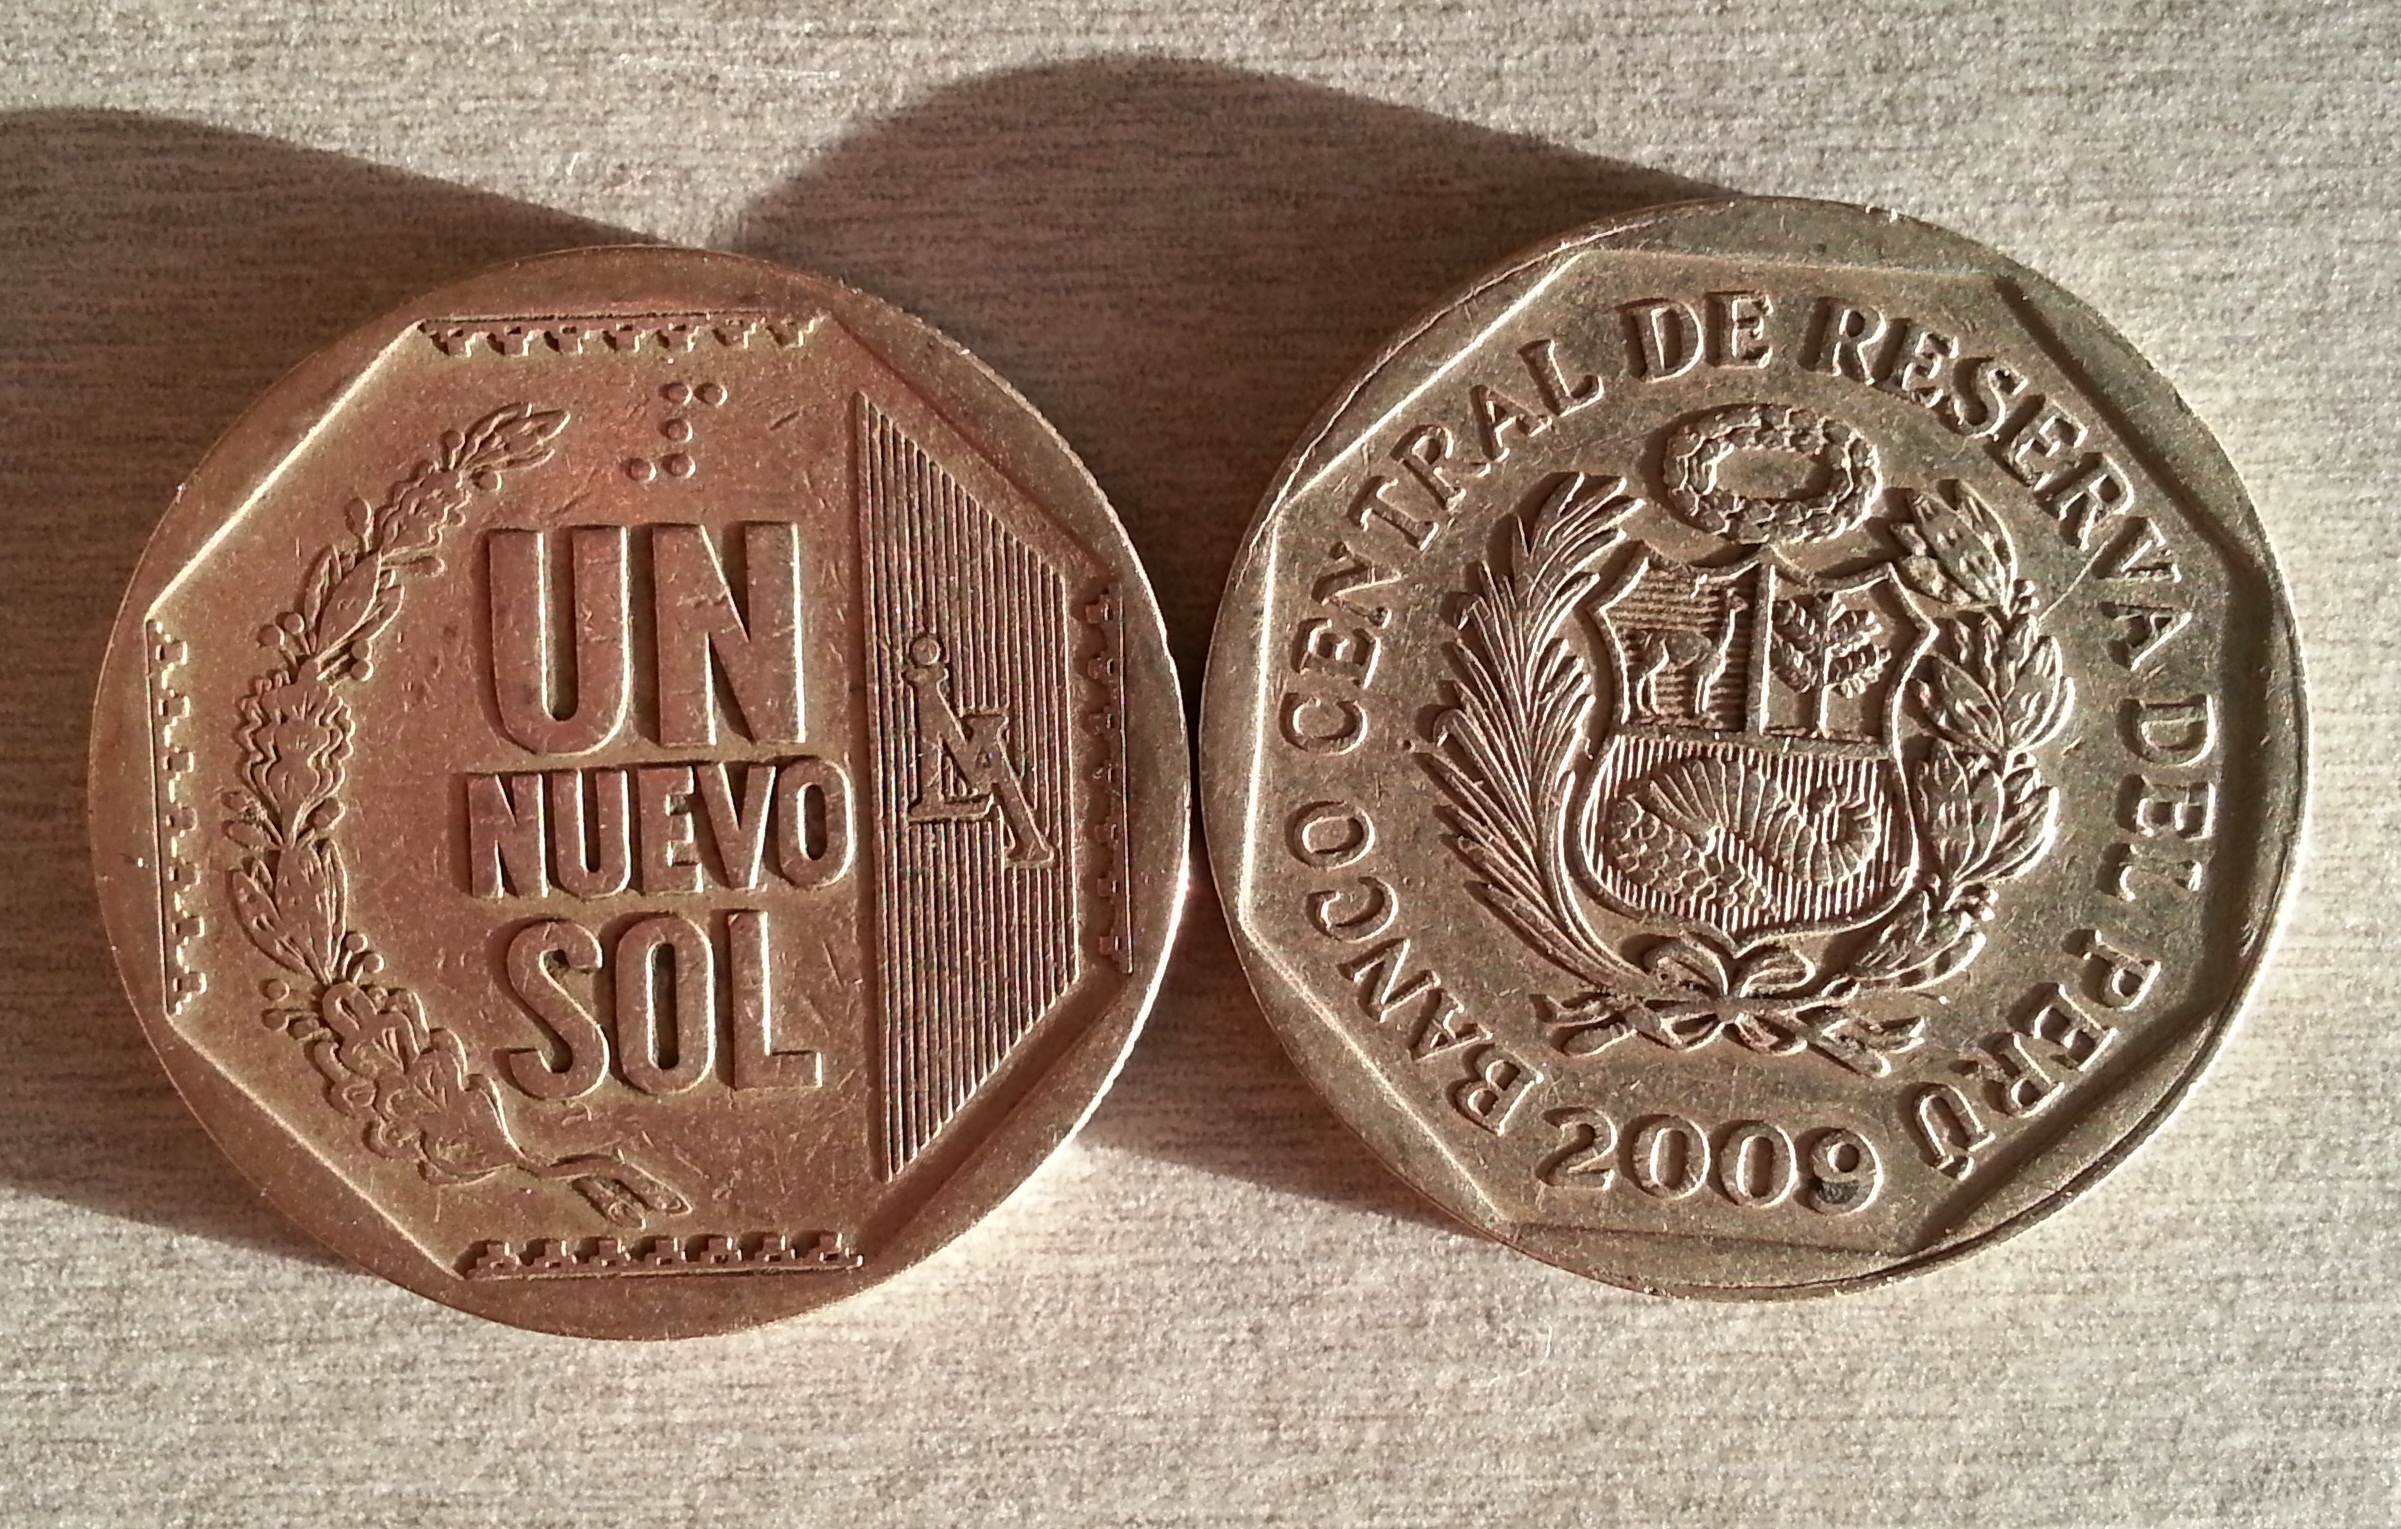 UN
NUEVO
SOL
BANCO CENTRAL DE RESERVA DEL PERÚ
2009